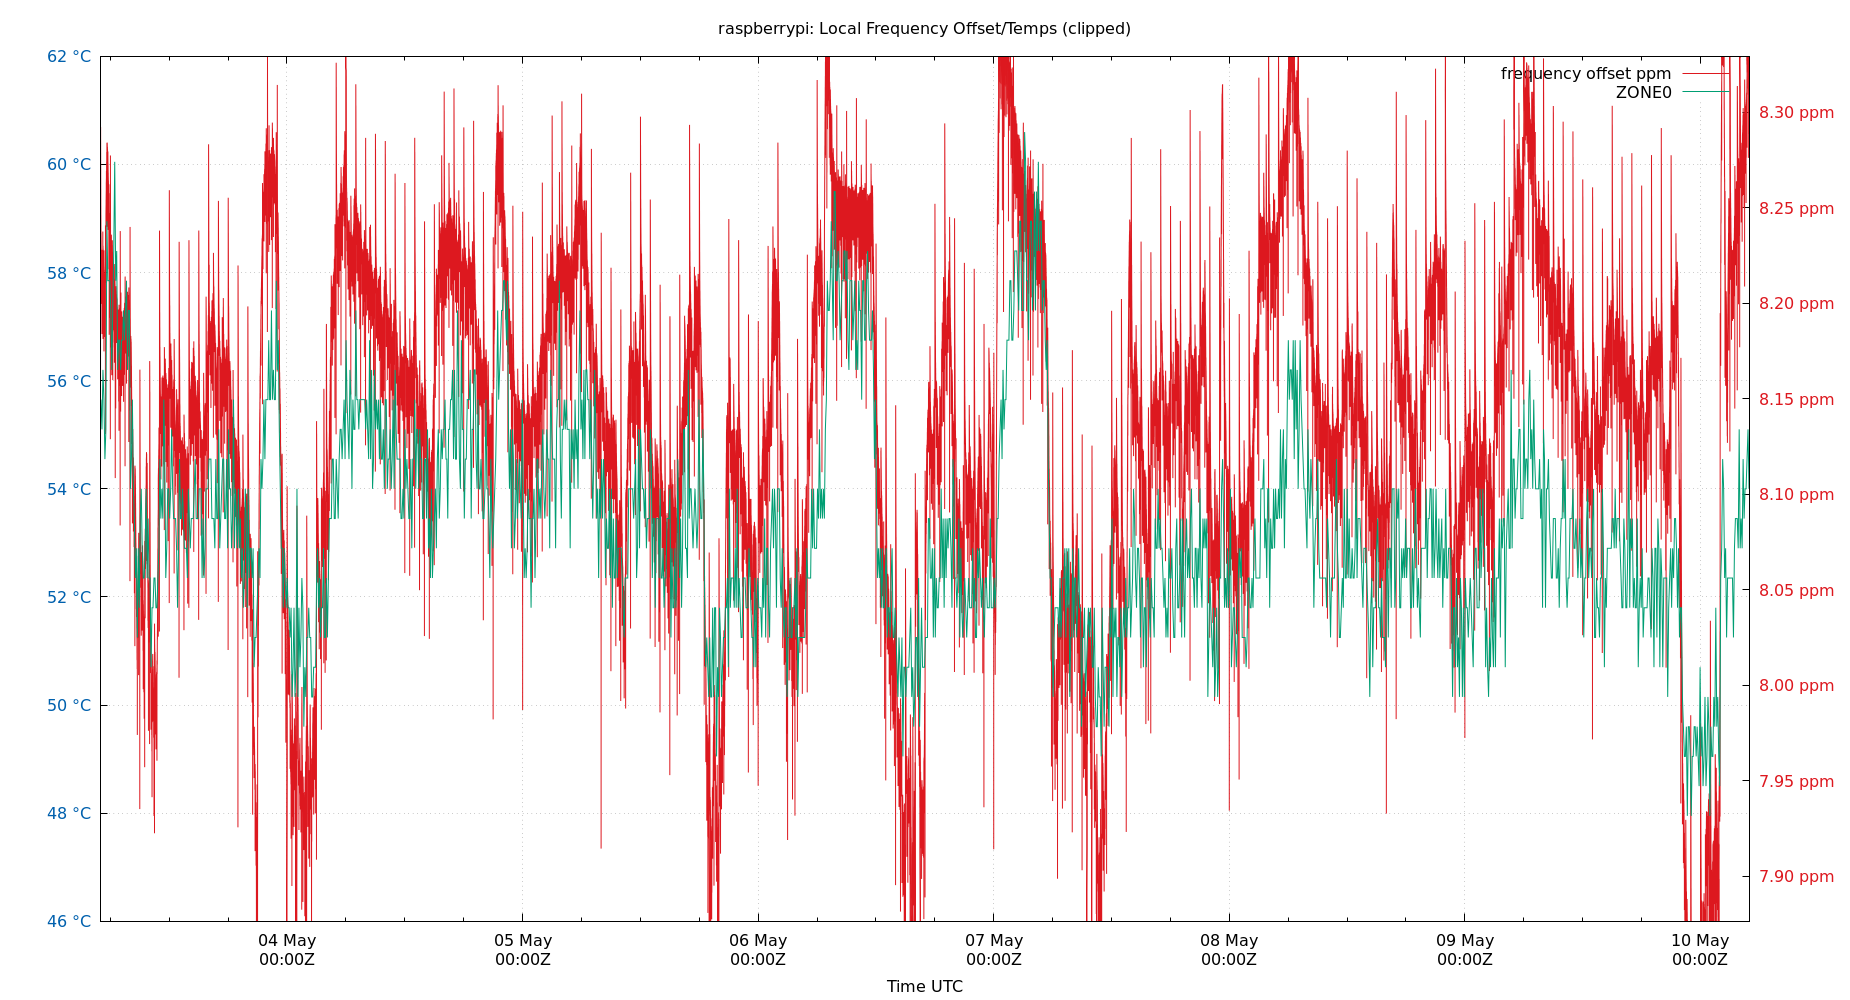 raspberrypi: Local Frequency Offset/Temps (clipped)
62 °C
60 °C
58 °C
56 °C
54 °C
52 °C
50 °C
48 °C
46 °C
frequency offset ppm
ZONE0
8.30 ppm
8.25 ppm
8.20 ppm
8.15 ppm
8.10 ppm
8.05 ppm
8.00 ppm
7.95 ppm
7.90 ppm
04 May
00:00Z
05 May
00:00Z
06 May
00:00Z
07 May
00:00Z
08 May
00:00Z
09 May
00:00Z
10 May
00:00Z
Time UTC